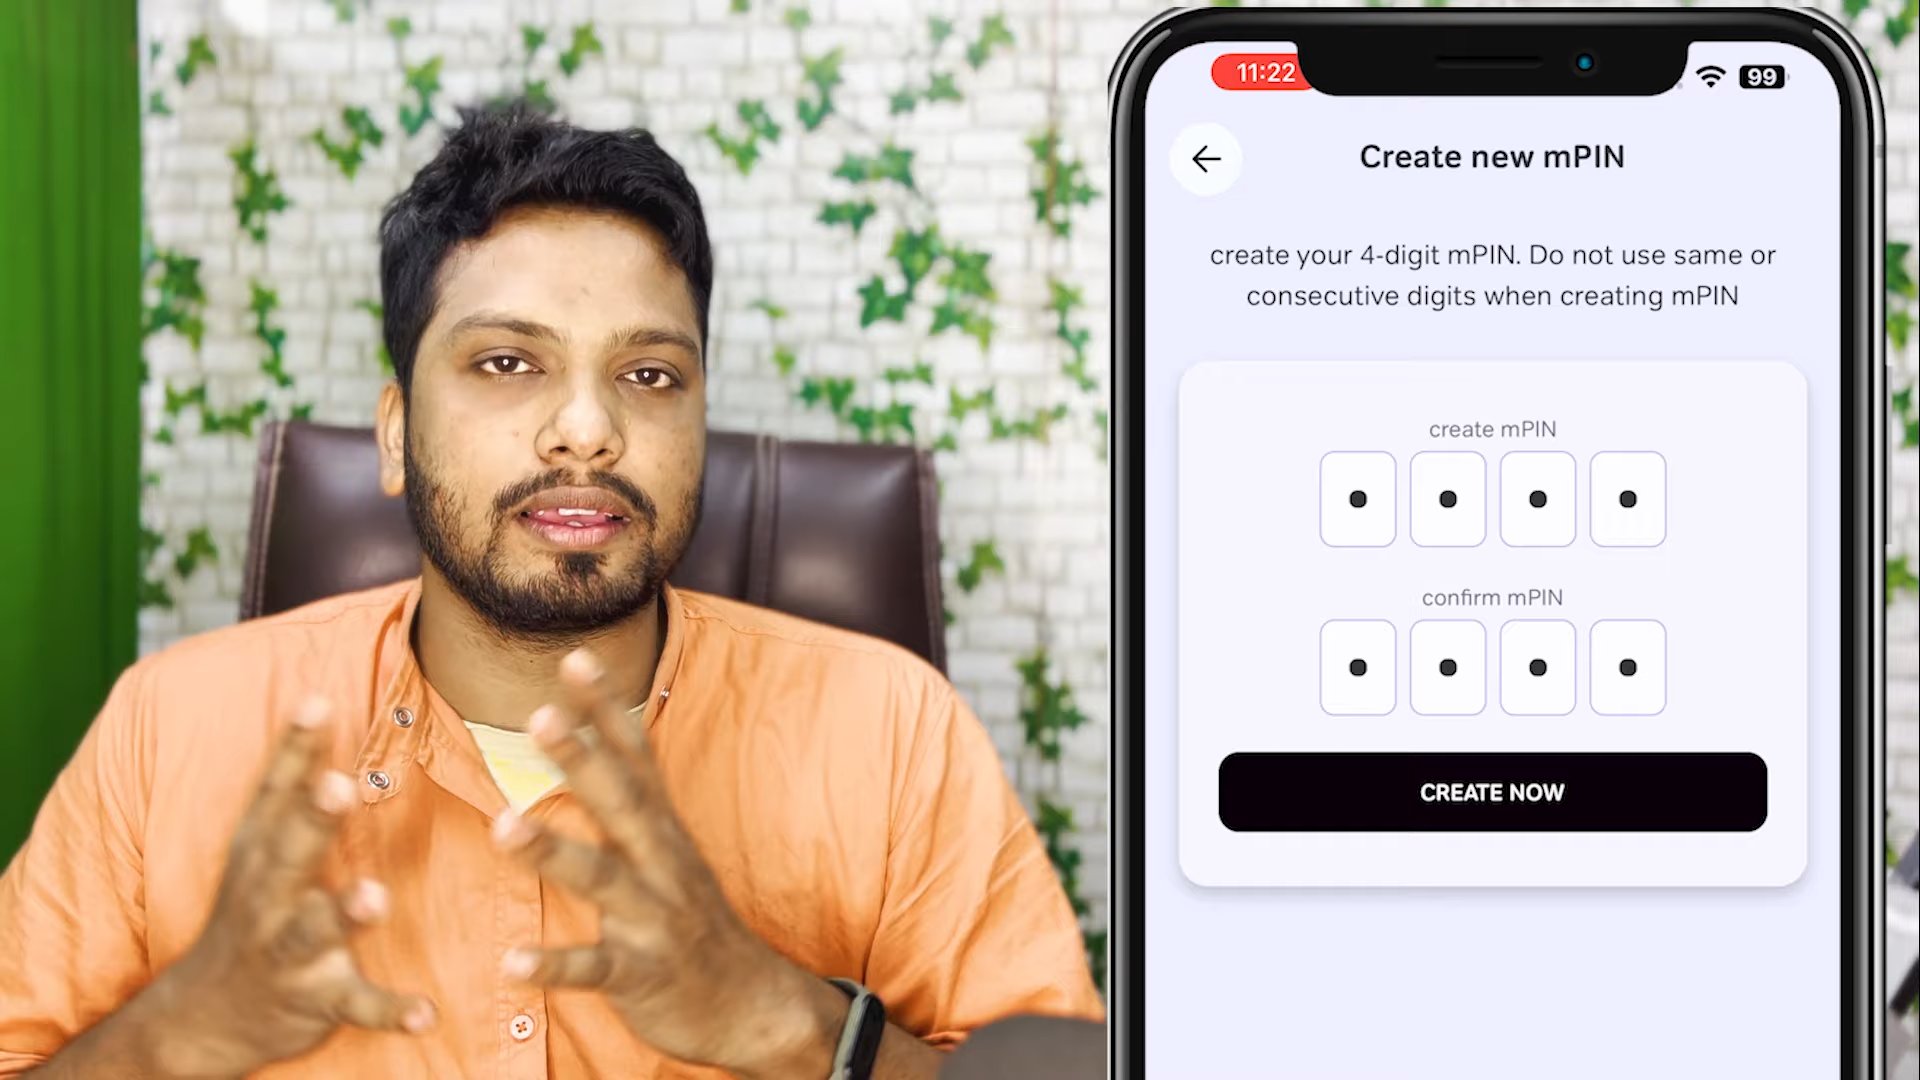 11:22
99
Create new mPIN
create your 4-digit mPIN. Do not use same or
consecutive digits when creating mPIN
create mPIN
confirm mPIN
CREATE NOW